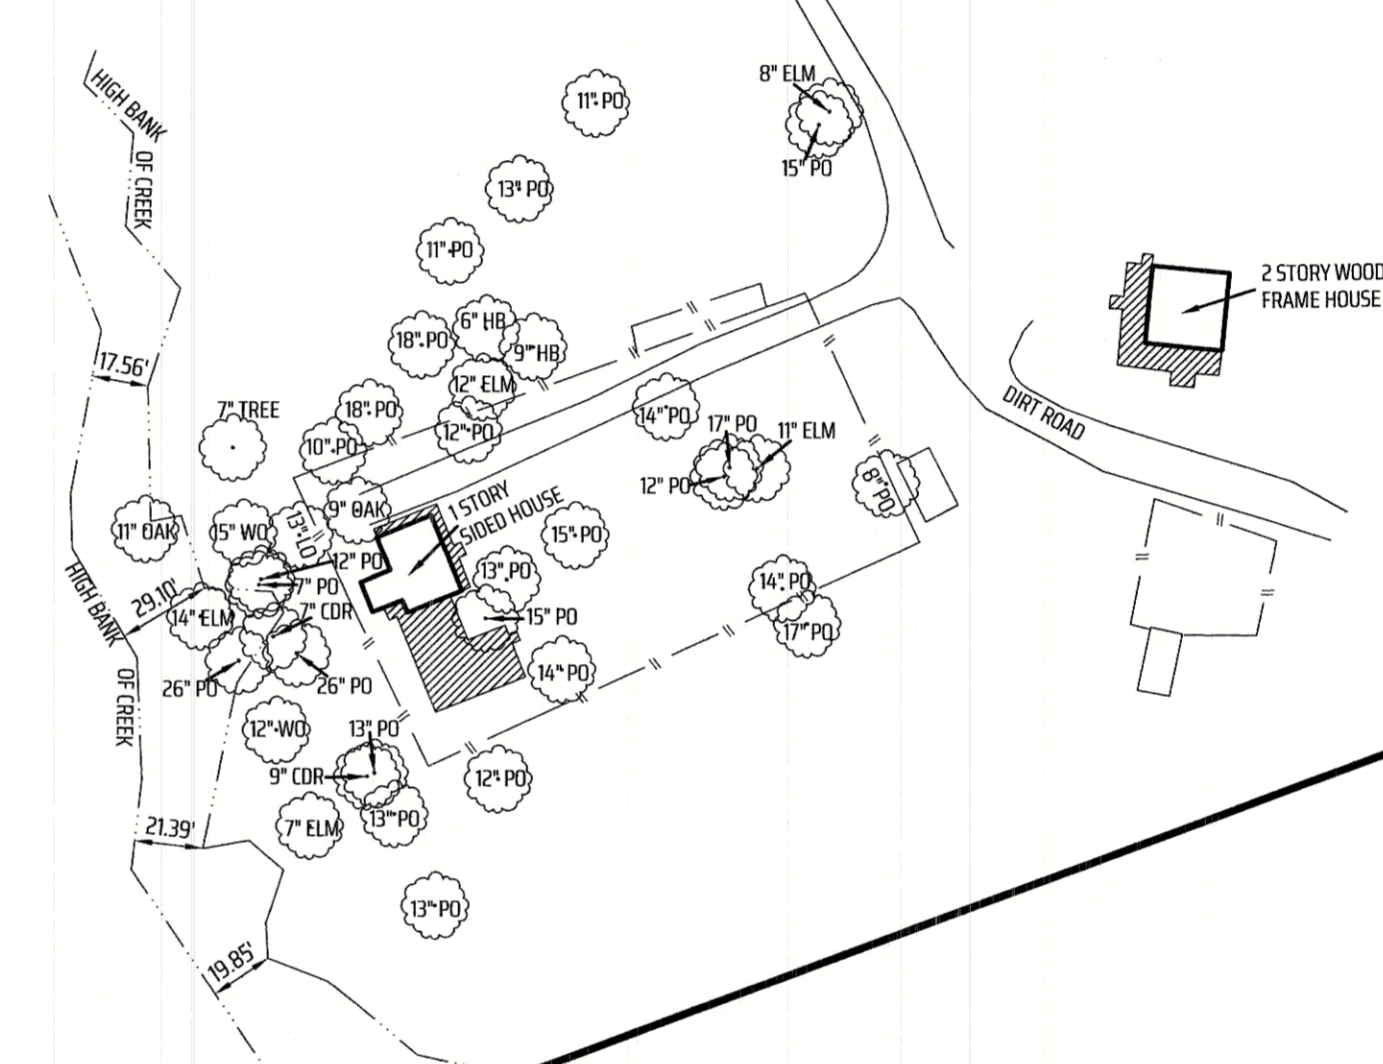 8" ELM
HIGH BANK
OF CREEK
11" PO
15" PO
13" PO
11" PO
2 STORY WOOD
FRAME HOUSE
6" HB
18" PO
9" HB
17.56'
12" ELM
DIRT ROAD
7" TREE
18" PO
14" PO
17" PO
11" ELM
12" PO
10" PO
12" PO
8" PO
9" OAK
1 STORY
SIDED HOUSE
11" OAK
15" WO
13" LO
15" PO
12" PO
13" PO
14" PO
7" PO
29.10'
HIGH BANK
OF CREEK
14" ELM
7" CDR
15" PO
17" PO
26" PO
26" PO
14" PO
12" WO
13" PO
9" CDR
12" PO
21.39'
7" ELM
13" PO
13" PO
19.85'